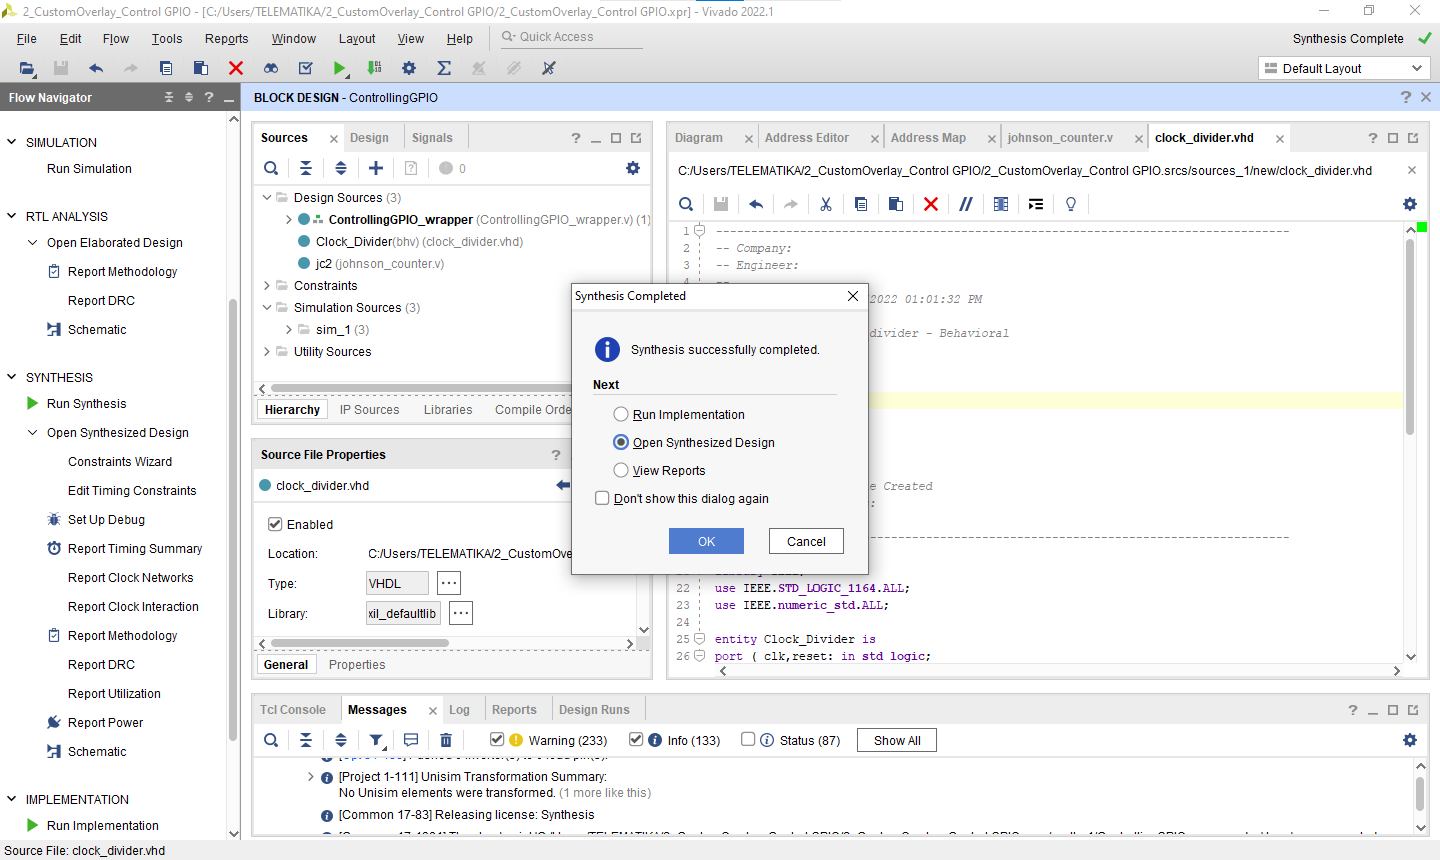 2_CustomOverlay_Control GPIO - [C:/Users/TELEMATIKA/2_CustomOverlay_Control GPIO/2_CustomOverlay_Control GPIO.xpr] - Vivado 2022.1
File Edit Flow Tools Reports Window Layout View Help Quick Access
Synthesis Complete
Default Layout
Flow Navigator
SIMULATION
Run Simulation
RTL ANALYSIS
Open Elaborated Design
Report Methodology
Report DRC
Schematic
SYNTHESIS
Run Synthesis
Open Synthesized Design
Constraints Wizard
Edit Timing Constraints
Set Up Debug
Report Timing Summary
Report Clock Networks
Report Clock Interaction
Report Methodology
Report DRC
Report Utilization
Report Power
Schematic
IMPLEMENTATION
Run Implementation
BLOCK DESIGN - ControllingGPIO
Sources Design Signals
0
Design Sources (3)
ControllingGPIO_wrapper (ControllingGPIO_wrapper.v) (1)
Clock_Divider(bhv) (clock_divider.vhd)
jc2 (johnson_counter.v)
Constraints
Simulation Sources (3)
sim_1 (3)
Utility Sources
Hierarchy IP Sources Libraries Compile Orde
Source File Properties
clock_divider.vhd
Enabled
Location: C:/Users/TELEMATIKA/2_CustomOve
Type: VHDL
Library: xil_defaultlib
General Properties
Diagram Address Editor Address Map johnson_counter.v clock_divider.vhd
C:/Users/TELEMATIKA/2_CustomOverlay_Control GPIO/2_CustomOverlay_Control GPIO.srcs/sources_1/new/clock_divider.vhd
1 ----------------------------------------------------------------------------------
2 -- Company:
3 -- Engineer:
4 --
2022 01:01:32 PM
divider - Behavioral
e Created
:
22 use IEEE.STD_LOGIC_1164.ALL;
23 use IEEE.numeric_std.ALL;
24
25 entity Clock_Divider is
26 port ( clk,reset: in std_logic;
Synthesis Completed
Synthesis successfully completed.
Next
Run Implementation
Open Synthesized Design
View Reports
Don't show this dialog again
OK Cancel
Tcl Console Messages Log Reports Design Runs
Warning (233) Info (133) Status (87) Show All
[Project 1-111] Unisim Transformation Summary:
No Unisim elements were transformed. (1 more like this)
[Common 17-83] Releasing license: Synthesis
Source File: clock_divider.vhd